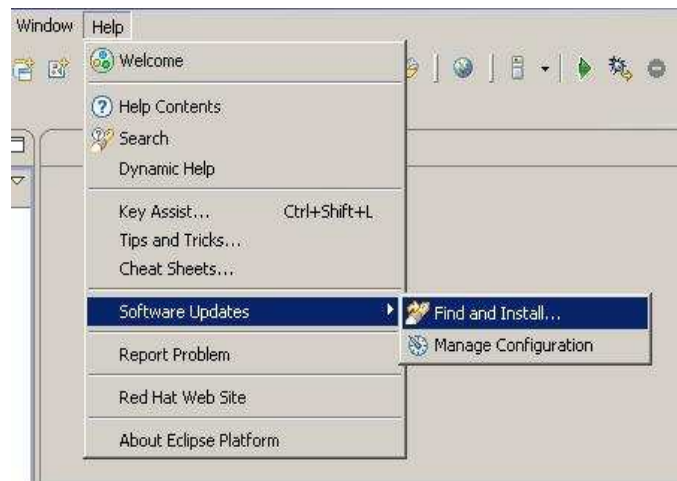 Window Help
Welcome
Help Contents
Search
Dynamic Help
Key Assist... Ctrl+Shift+L
Tips and Tricks...
Cheat Sheets...
Software Updates
Find and Install...
Manage Configuration
Report Problem
Red Hat Web Site
About Eclipse Platform